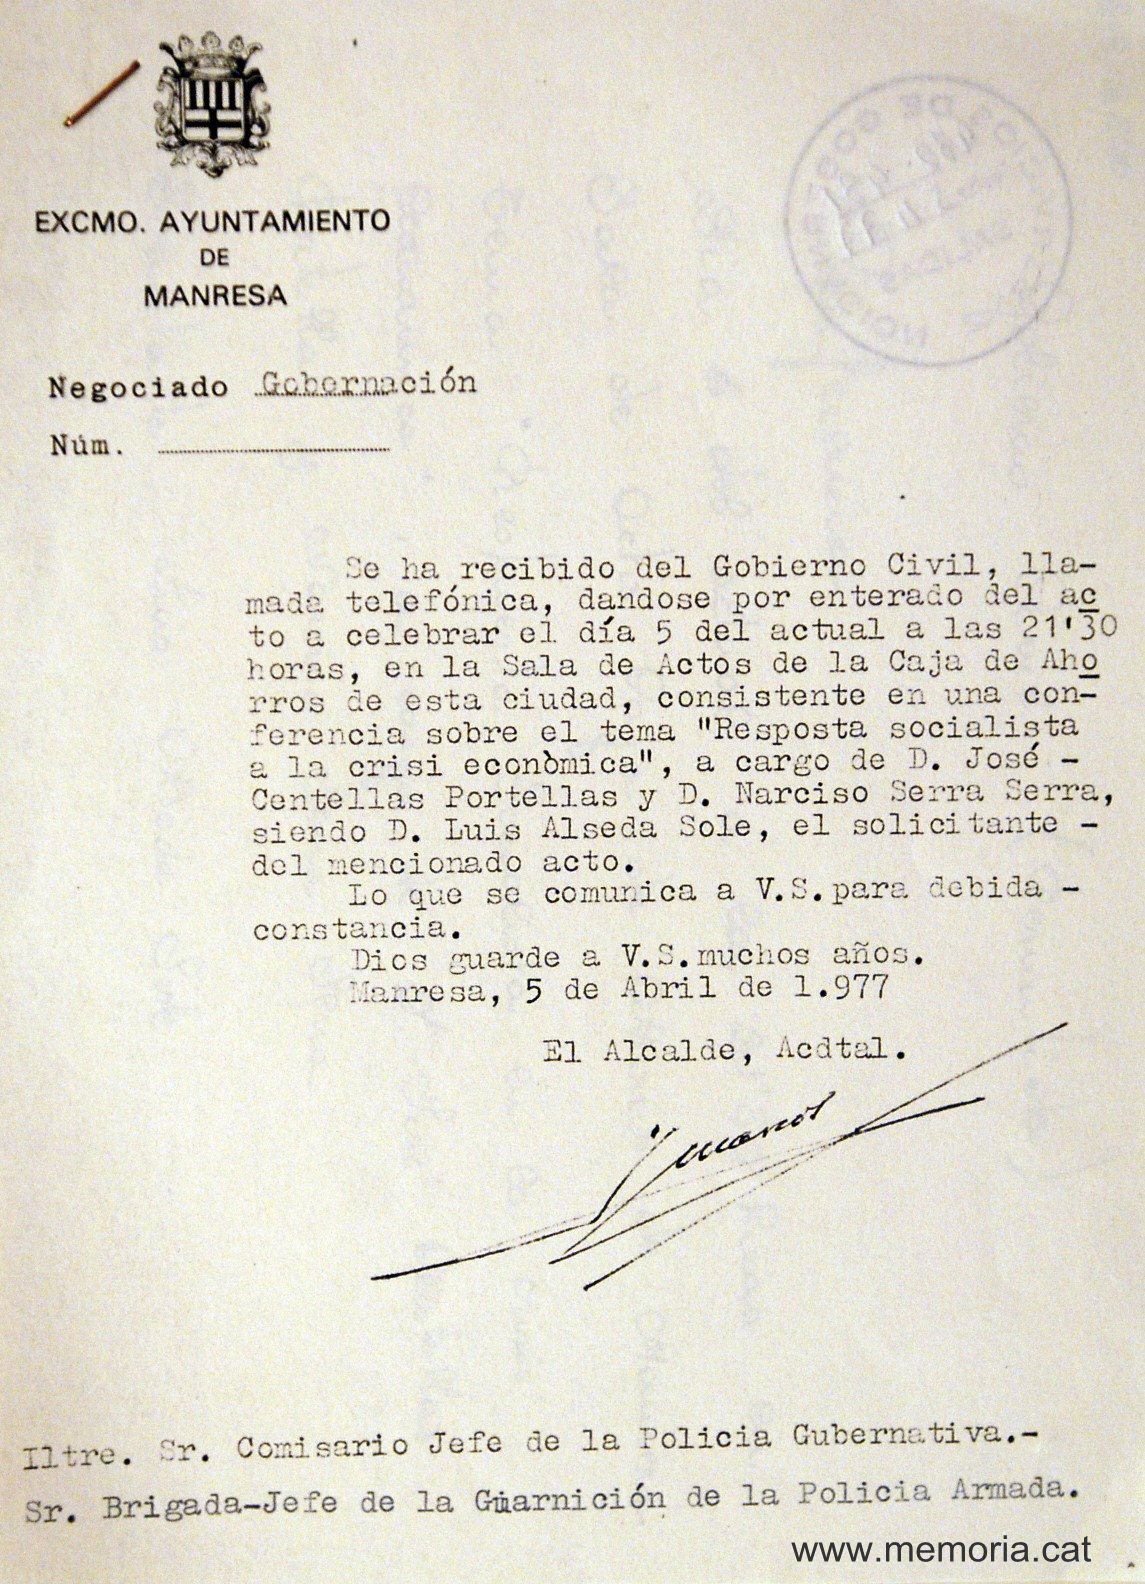 EXCMO. AYUNTAMIENTO
DE
MANRESA
Negociado Gobernación
Núm.
Se ha recibido del Gobierno Civil, lla-
mada telefónica, dandose por enterado del ac
to a celebrar el día 5 del actual a las 21'30
horas, en la Sala de Actos de la Caja de Aho
rros de esta ciudad, consistente en una con-
ferencia sobre el tema "Resposta socialista
a la crisi econòmica", a cargo de D. José -
Centellas Portellas y D. Narciso Serra Serra,
siendo D. Luis Alseda Sole, el solicitante -
del mencionado acto.
Lo que se comunica a V.S.para debida -
constancia.
Dios guarde a V.S.muchos años.
Manresa, 5 de Abril de 1.977
El Alcalde, Acdtal.
Iltre. Sr. Comisario Jefe de la Policia Gubernativa.-
Sr. Brigada-Jefe de la Guarnición de la Policia Armada.
www.memoria.cat